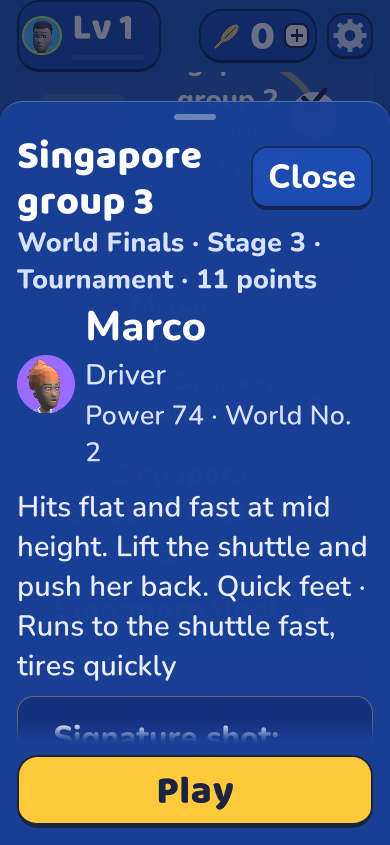 Lv 1
0
group 2
Singapore
group 3
Close
World Finals · Stage 3 ·
Tournament · 11 points
Marco
Driver
Power 74 · World No.
2
Hits flat and fast at mid
height. Lift the shuttle and
push her back. Quick feet ·
Runs to the shuttle fast,
tires quickly
Signature shot:
Play